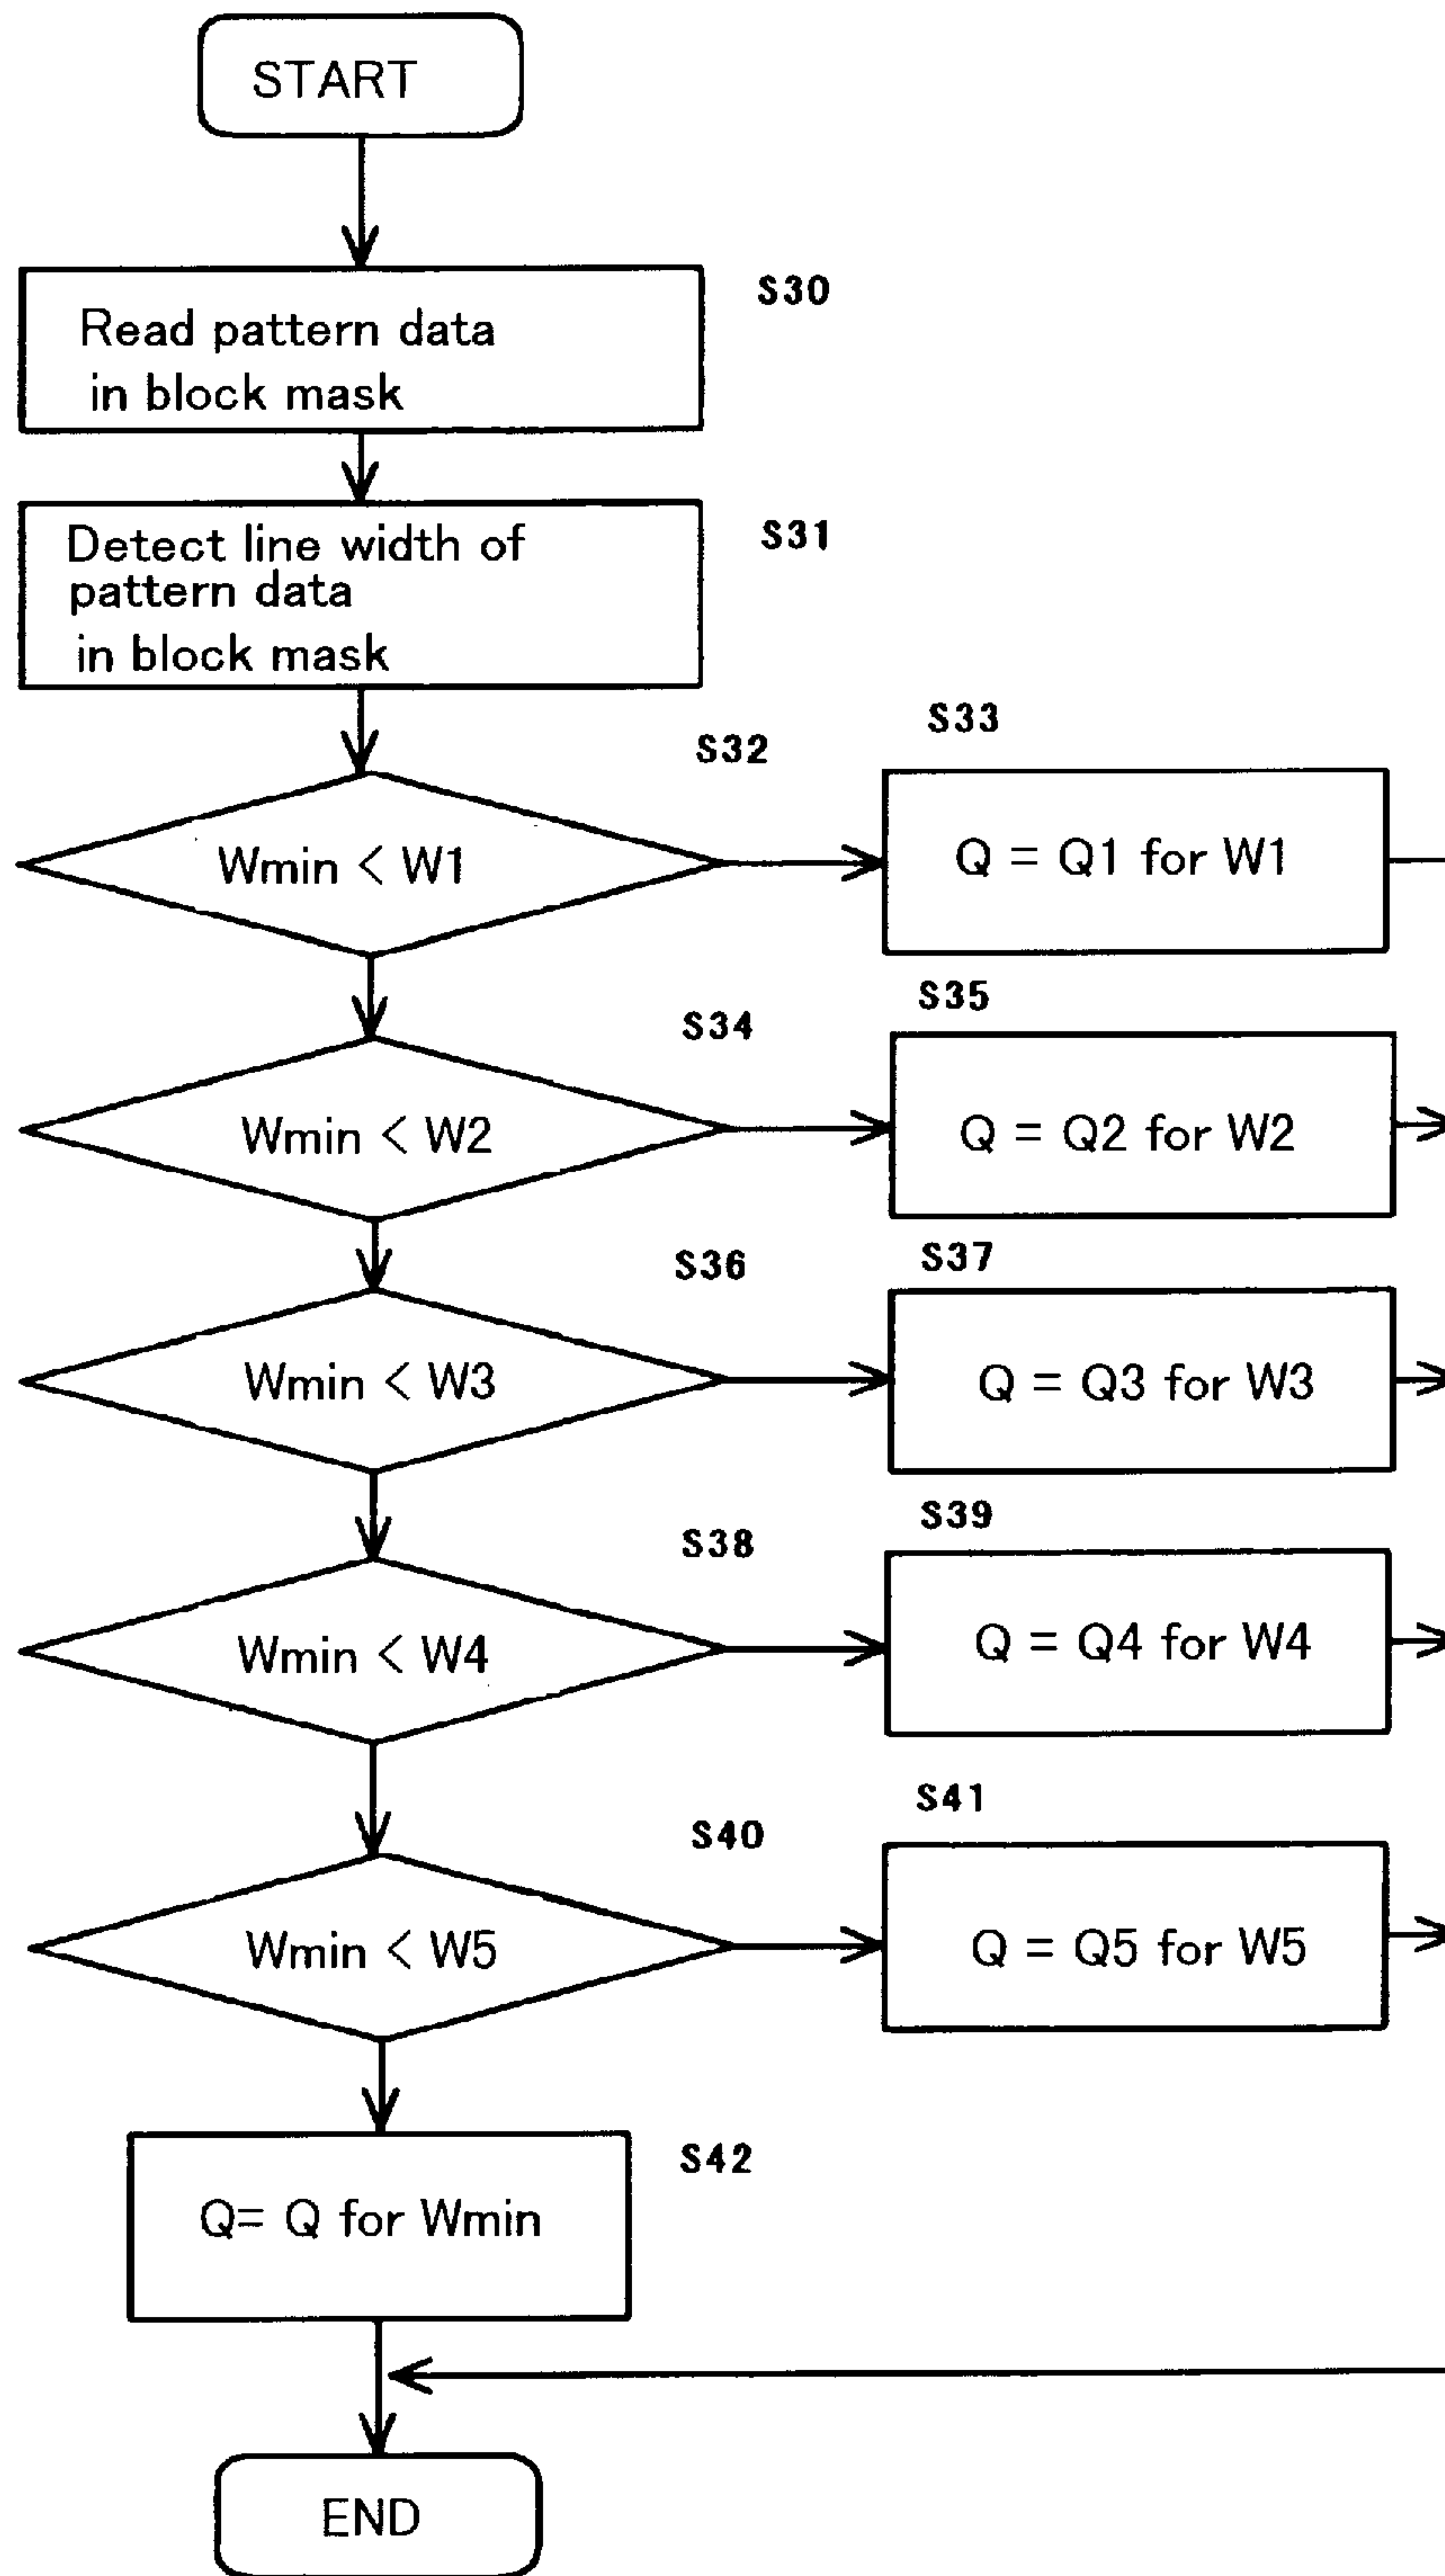 START
S30
Read pattern data
in block mask
S31
Detect line width of
pattern data
in block mask
S32
S33
Wmin < W1
Q = Q1 for W1
S34
S35
Wmin < W2
Q = Q2 for W2
S36
S37
Wmin < W3
Q = Q3 for W3
S38
S39
Wmin < W4
Q = Q4 for W4
S40
S41
Wmin < W5
Q = Q5 for W5
S42
Q= Q for Wmin
END